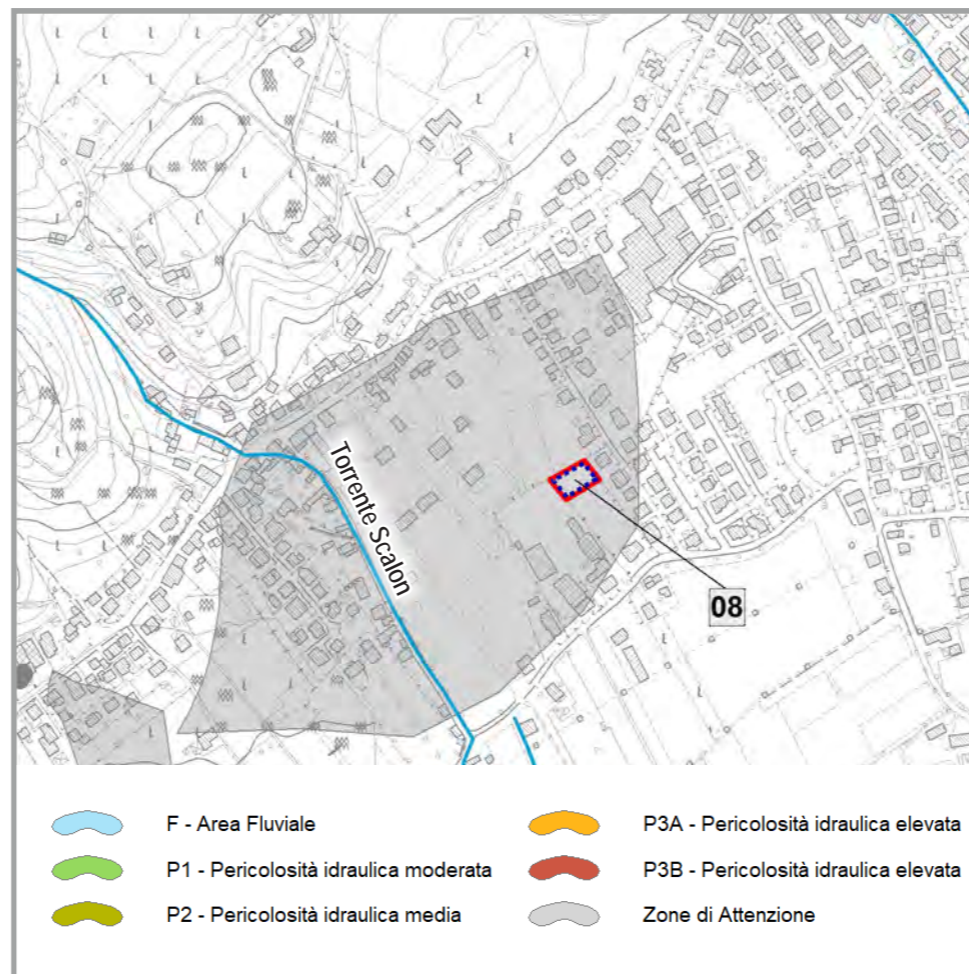 Torrente Scalon
08
F - Area Fluviale
P1 - Pericolosità idraulica moderata
P2 - Pericolosità idraulica media
P3A - Pericolosità idraulica elevata
P3B - Pericolosità idraulica elevata
Zone di Attenzione